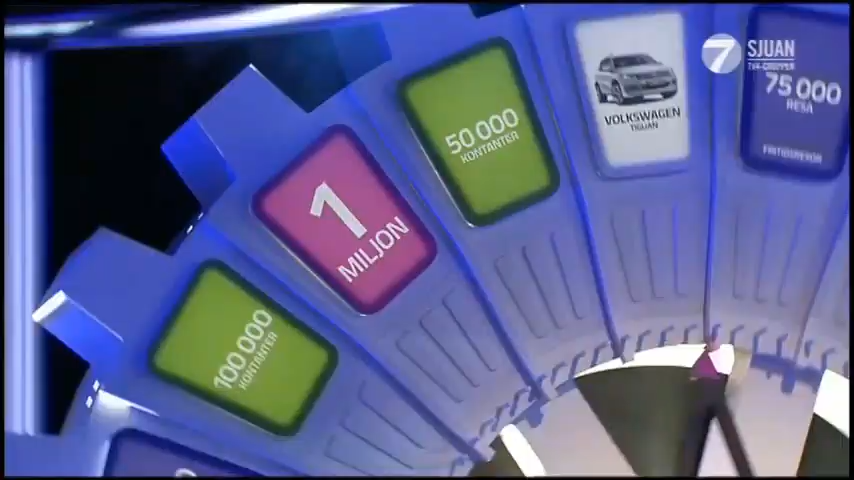 7 SJUAN
1
MILJON
50 000
KONTANTER
VOLKSWAGEN
TIGUAN
75 000
RESA
100 000
KONTANTER